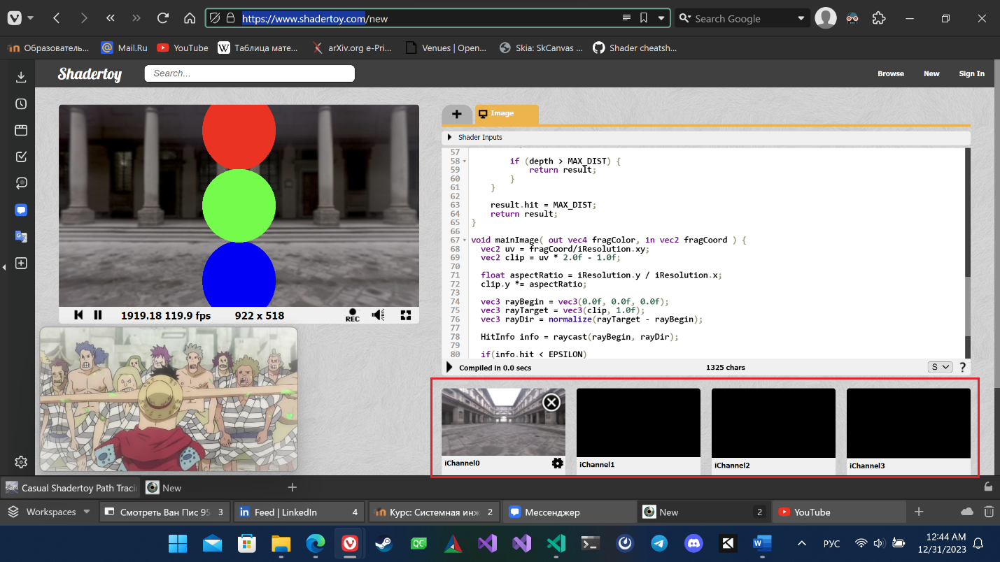 https://www.shadertoy.com/new
Search Google
Образователь...
Mail.Ru
YouTube
W Таблица мате...
arXiv.org e-Pri...
Venues | Open...
Skia: SkCanvas ...
Shader cheatsh...
Shadertoy
Search...
Browse
New
Sign In
Image
Shader Inputs
57
58 if (depth > MAX_DIST) {
59 return result;
60 }
61 }
62
63 result.hit = MAX_DIST;
64 return result;
65 }
66
67 void mainImage( out vec4 fragColor, in vec2 fragCoord ) {
68 vec2 uv = fragCoord/iResolution.xy;
69 vec2 clip = uv * 2.0f - 1.0f;
70
71 float aspectRatio = iResolution.y / iResolution.x;
72 clip.y *= aspectRatio;
73
74 vec3 rayBegin = vec3(0.0f, 0.0f, 0.0f);
75 vec3 rayTarget = vec3(clip, 1.0f);
76 vec3 rayDir = normalize(rayTarget - rayBegin);
77
78 HitInfo info = raycast(rayBegin, rayDir);
79
80 if(info.hit < EPSILON)
1919.18 119.9 fps 922 x 518
REC
Compiled in 0.0 secs
1325 chars
S
?
iChannel0
iChannel1
iChannel2
iChannel3
Casual Shadertoy Path Tracin
New
Workspaces
Смотреть Ван Пис 95 3
in Feed | LinkedIn 4
Курс: Системная инж 2
Мессенджер
New 2
YouTube
QC
РУС
12:44 AM
12/31/2023